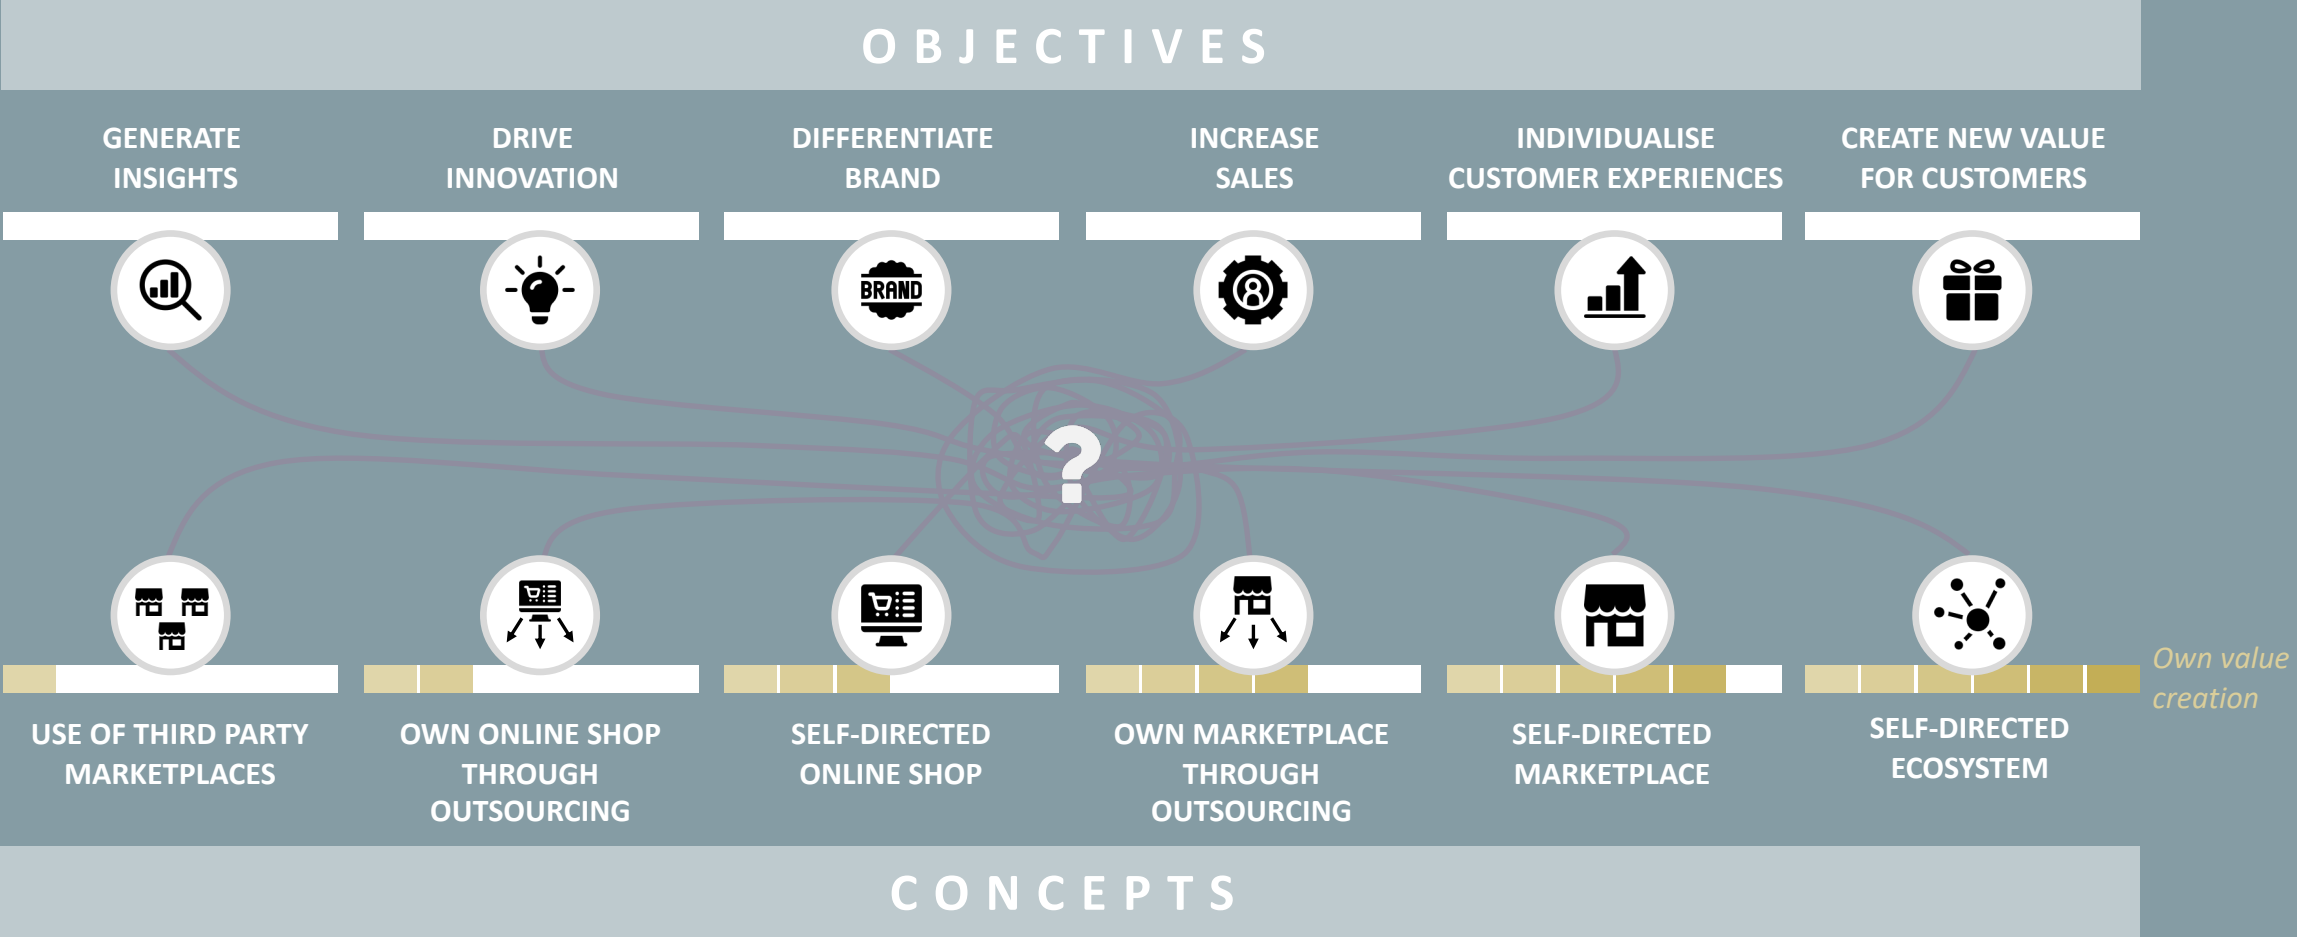 OBJECTIVES
GENERATE
INSIGHTS
DRIVE
INNOVATION
DIFFERENTIATE
BRAND
INCREASE
SALES
INDIVIDUALISE
CUSTOMER EXPERIENCES
CREATE NEW VALUE
FOR CUSTOMERS
BRAND
?
Own value
creation
USE OF THIRD PARTY
MARKETPLACES
OWN ONLINE SHOP
THROUGH
OUTSOURCING
SELF-DIRECTED
ONLINE SHOP
OWN MARKETPLACE
THROUGH
OUTSOURCING
SELF-DIRECTED
MARKETPLACE
SELF-DIRECTED
ECOSYSTEM
CONCEPTS